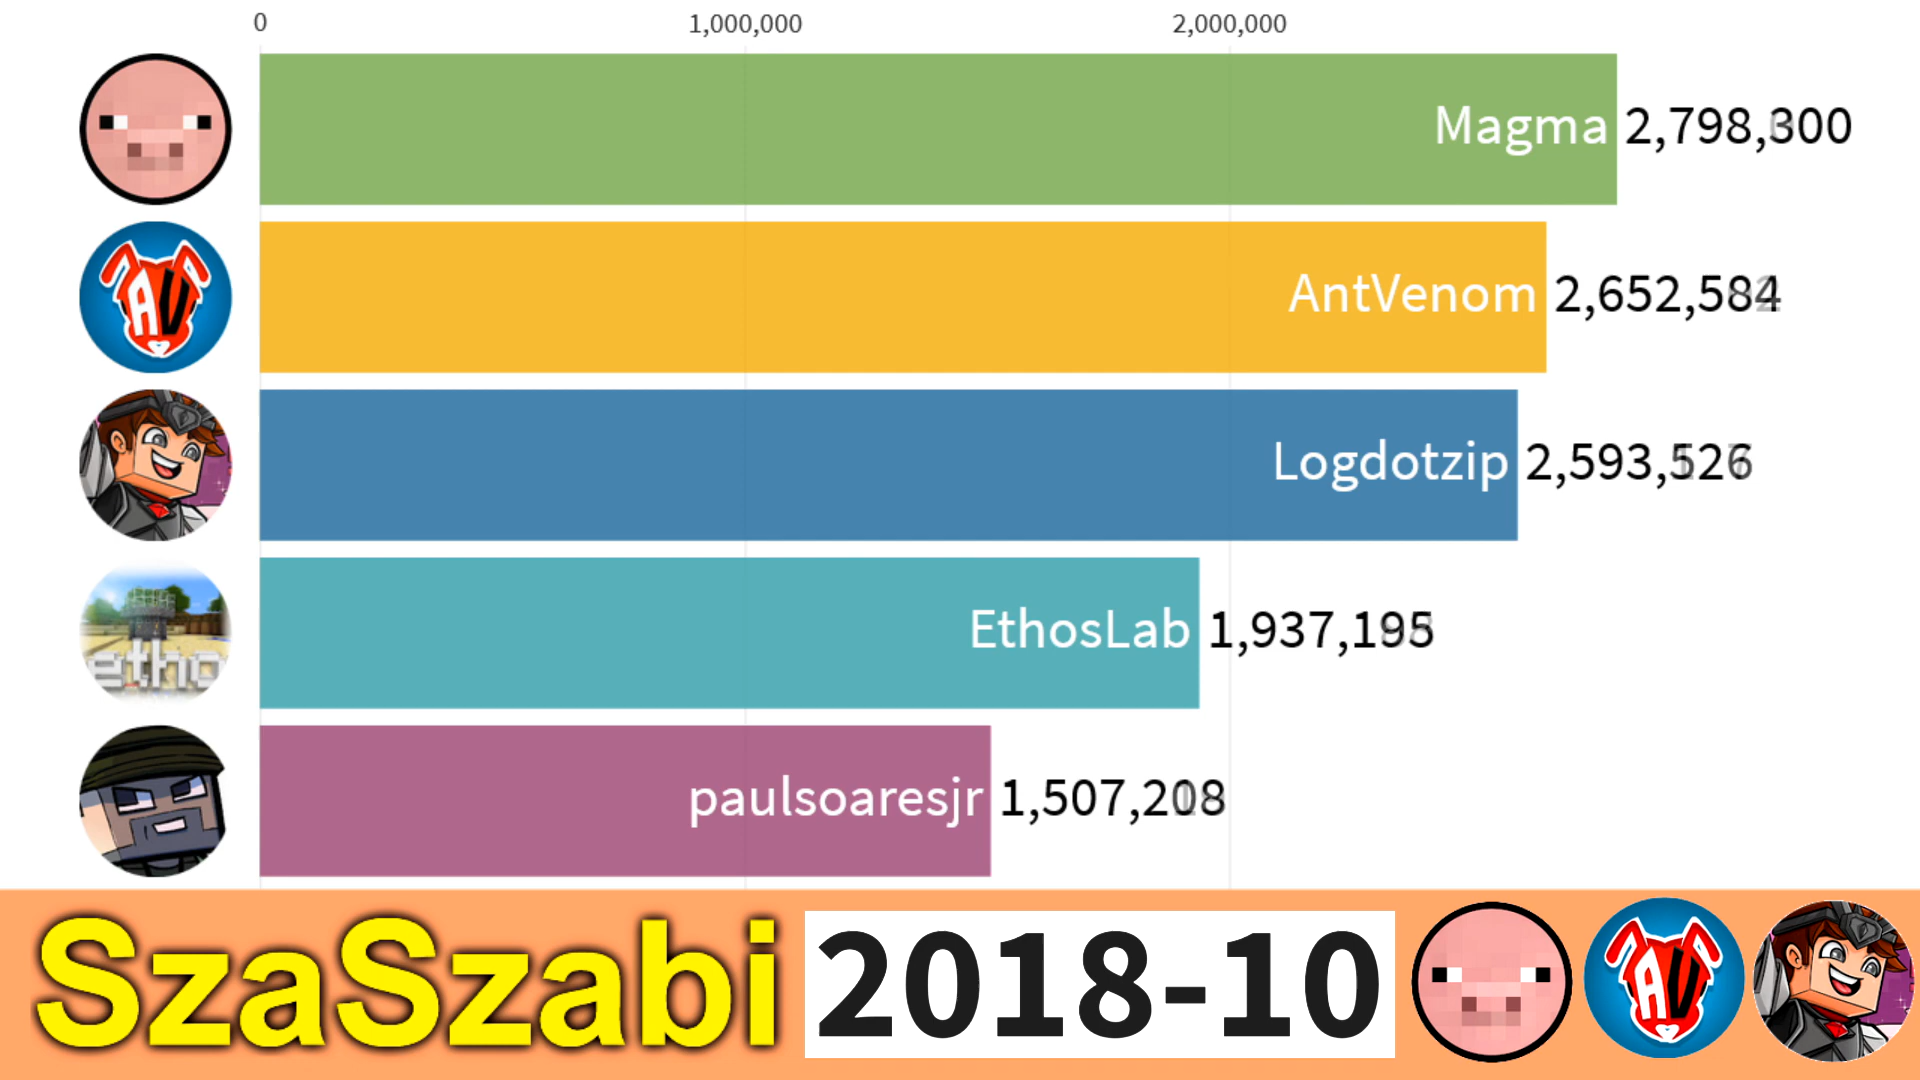 0 1,000,000 2,000,000
Magma 2,798,300
AntVenom 2,652,584
Logdotzip 2,593,526
EthosLab 1,937,195
etho
paulsoaresjr 1,507,208
SzaSzabi 2018-10